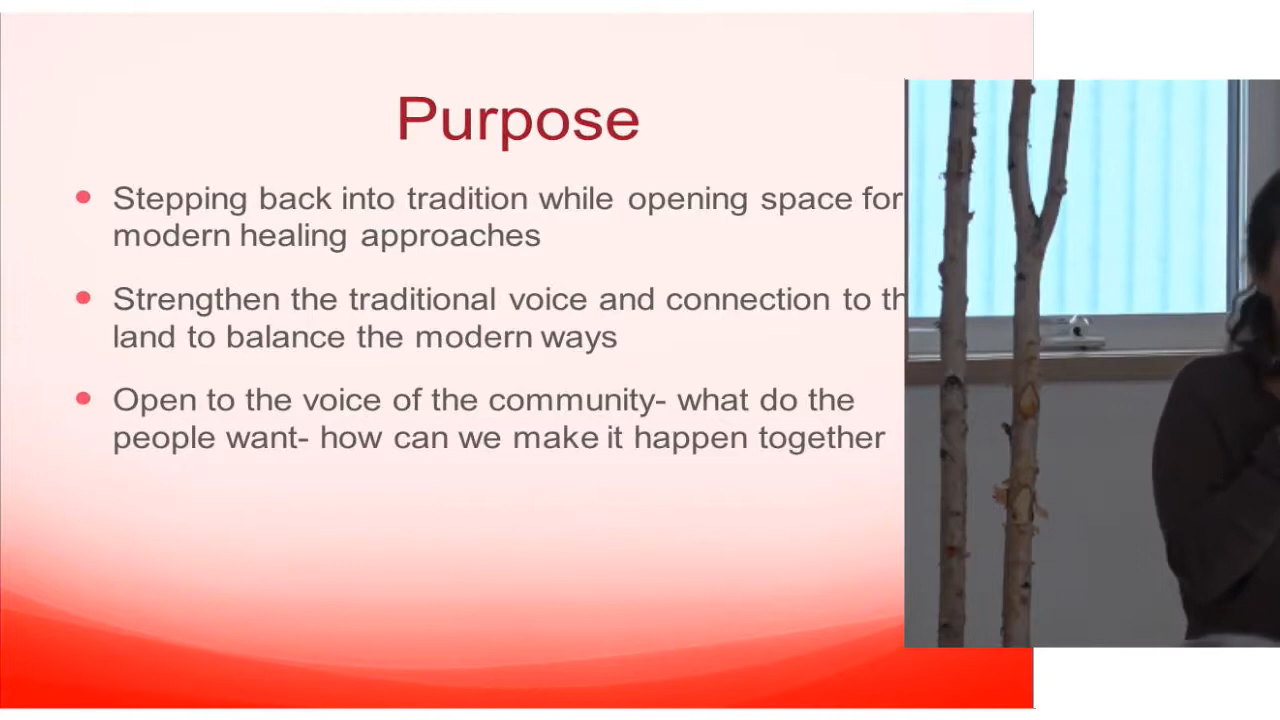 Purpose
Stepping back into tradition while opening space for
modern healing approaches
Strengthen the traditional voice and connection to th
land to balance the modern ways
Open to the voice of the community- what do the
people want- how can we make it happen together